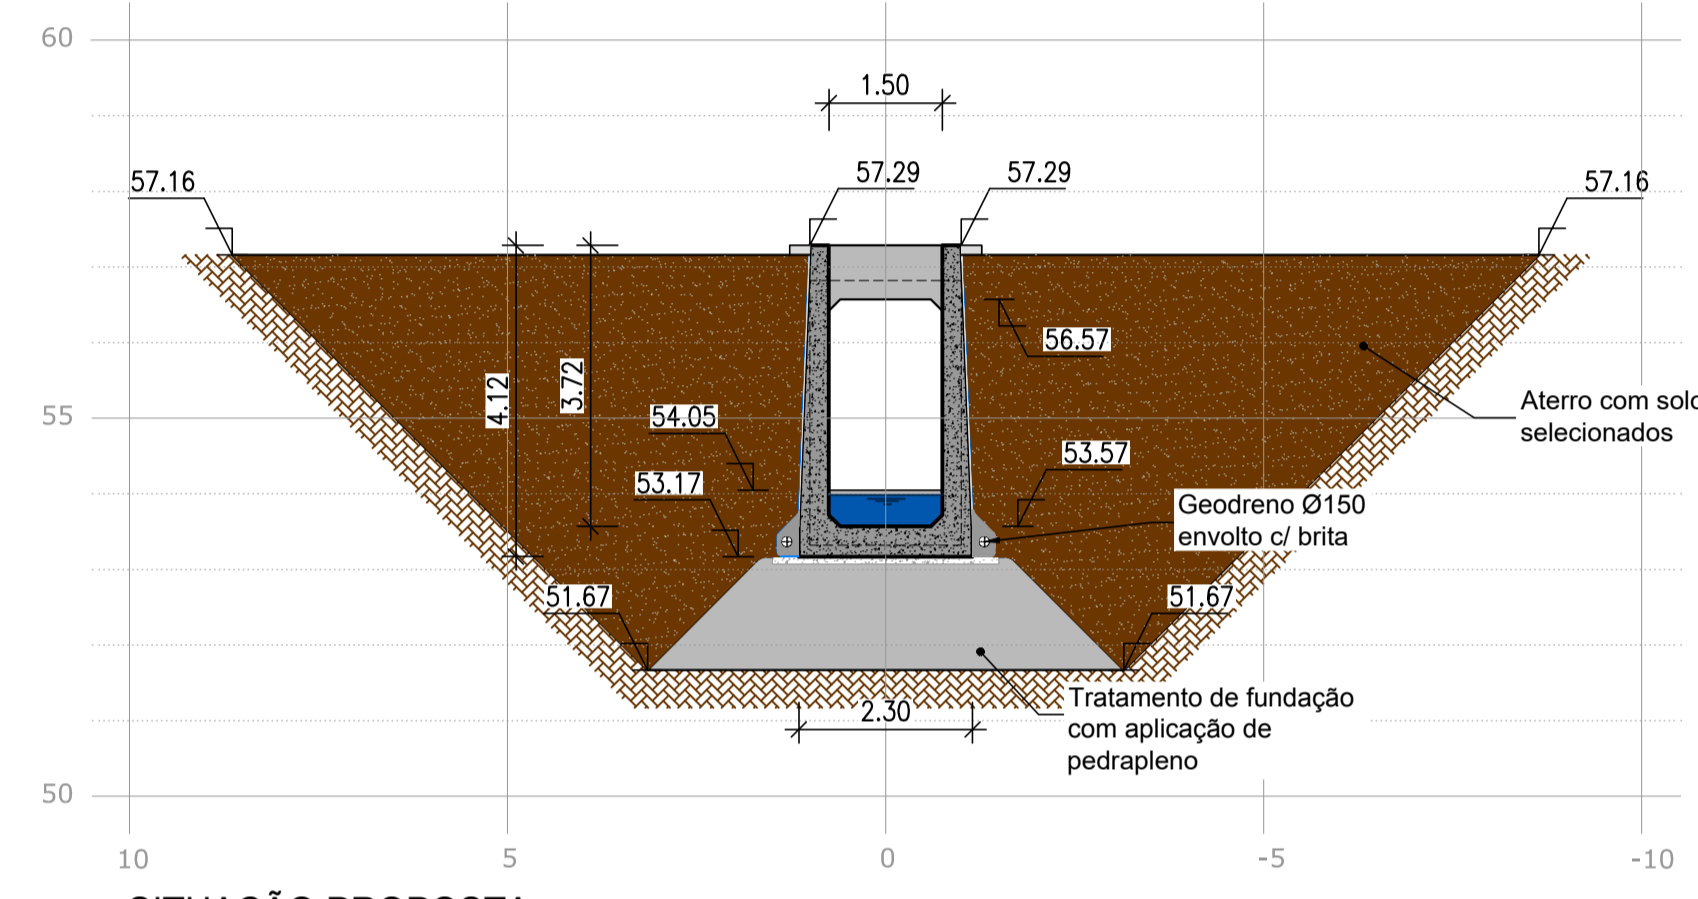 60
1.50
57.16
57.29
57.29
57.16
56.57
4.12
3.72
54.05
55
Aterro com solo
selecionados
53.17
53.57
Geodreno Ø150
envolto c/ brita
51.67
51.67
Tratamento de fundação
com aplicação de
pedrapleno
2.30
50
10
5
0
-5
-10
SITUAÇÃO PROPOSTA